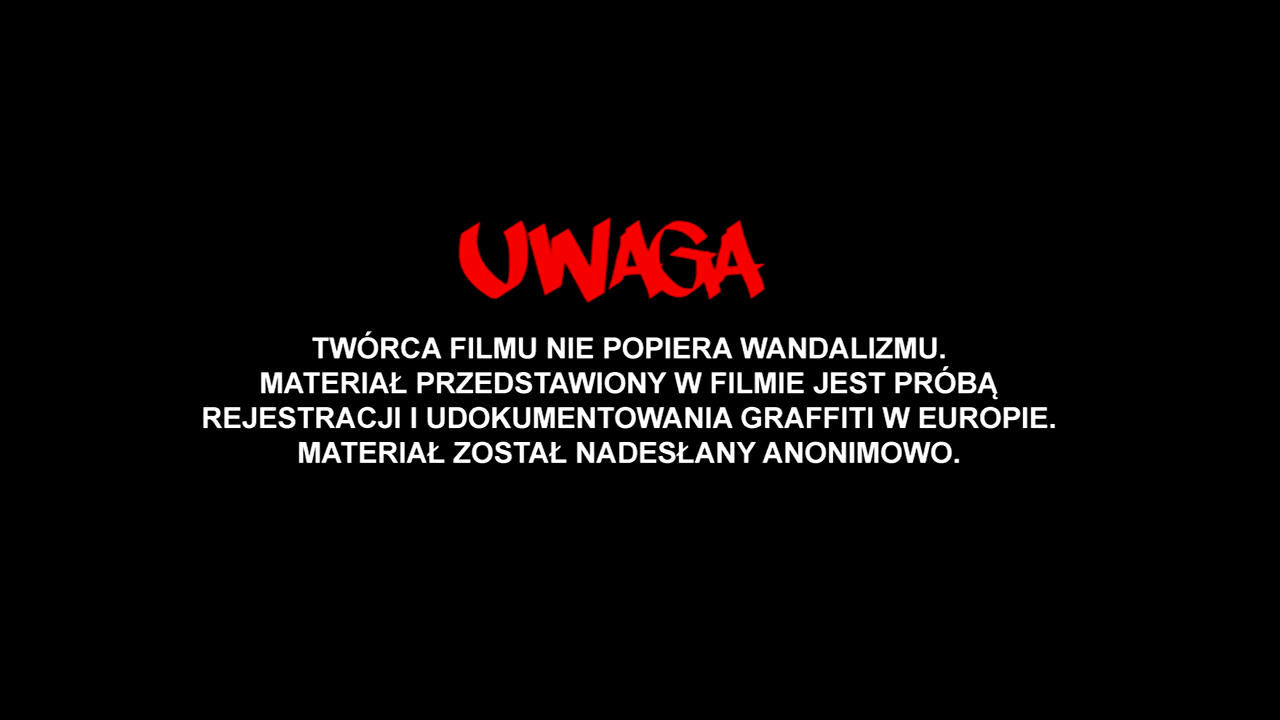 UWAGA
TWÓRCA FILMU NIE POPIERA WANDALIZMU.
MATERIAŁ PRZEDSTAWIONY W FILMIE JEST PRÓBĄ
REJESTRACJI I UDOKUMENTOWANIA GRAFFITI W EUROPIE.
MATERIAŁ ZOSTAŁ NADESŁANY ANONIMOWO.